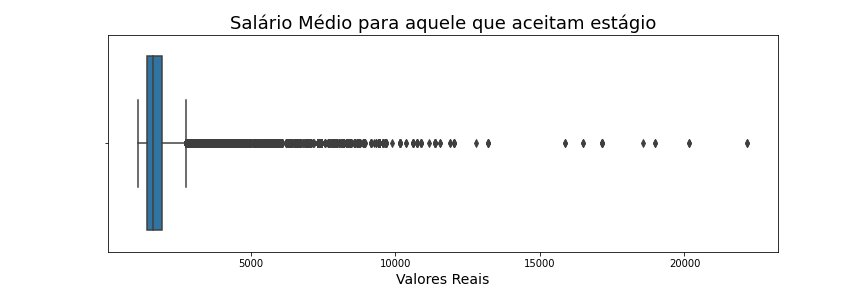 Salário Médio para aquele que aceitam estágio
5000 10000 15000 20000
Valores Reais